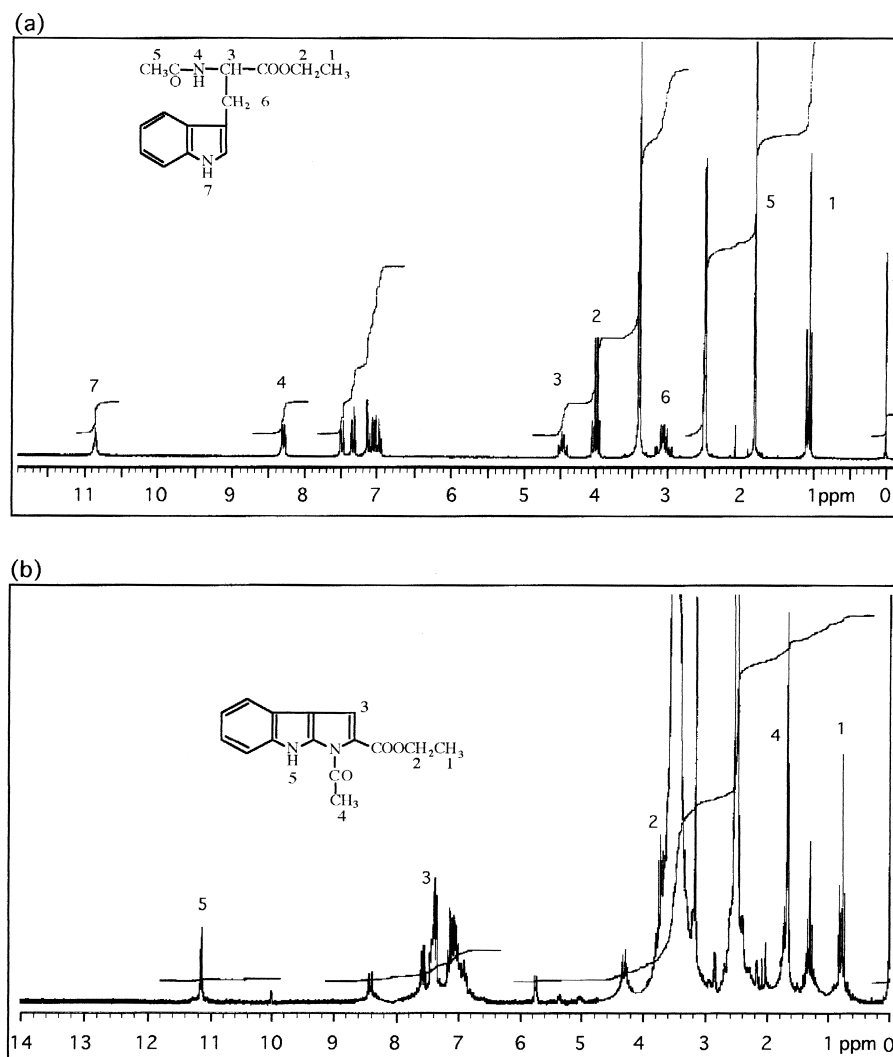 (a)
5 4 3 2 1
CH3C–N–CH–COOCH2CH3
O H
CH2 6
N
H
7
5 1
2
7 4 3
6
11 10 9 8 7 6 5 4 3 2 1ppm 0
(b)
3
N N COOCH2CH3
H 2 1
5 CO
CH3
4
4 1
2
3
5
14 13 12 11 10 9 8 7 6 5 4 3 2 1 ppm 0